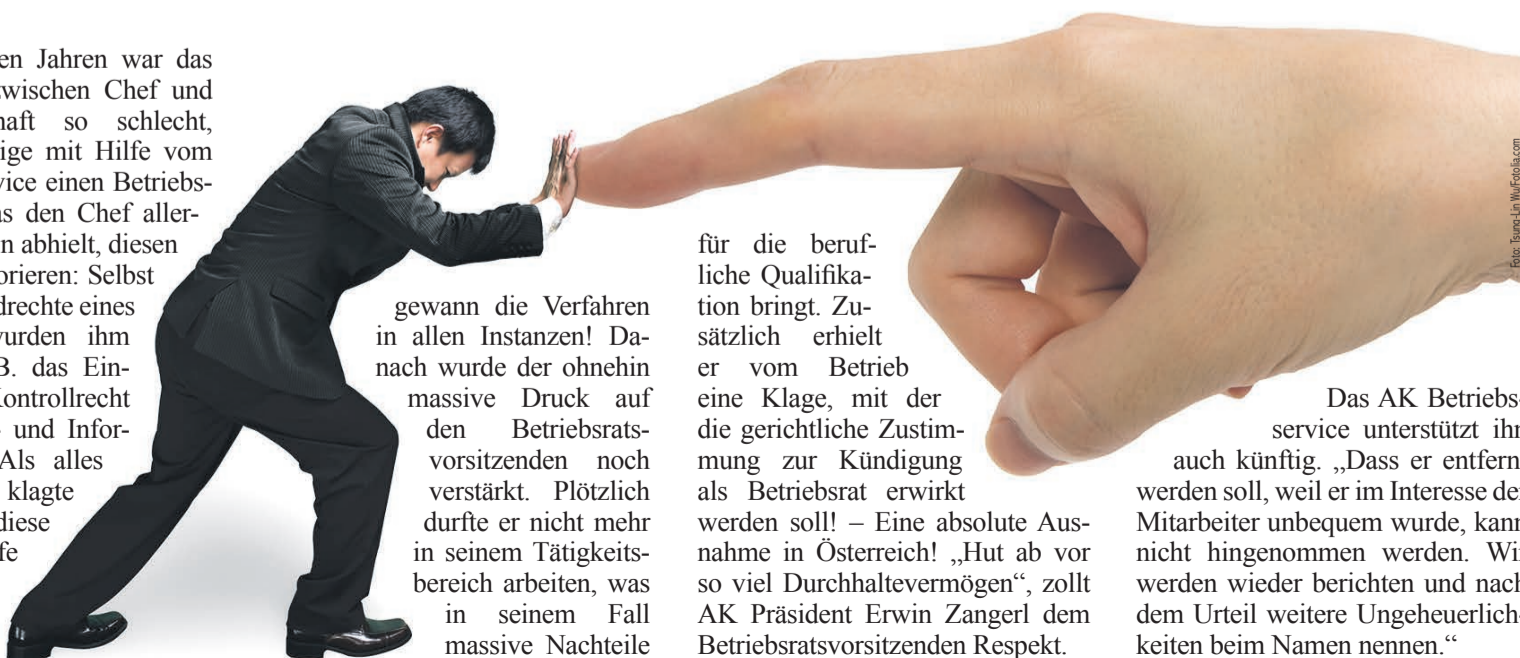 en Jahren war das
zwischen Chef und
haft so schlecht,
ige mit Hilfe vom
vice einen Betriebs-
as den Chef aller-
n abhielt, diesen
orieren: Selbst
drechte eines
wurden ihm
B. das Ein-
Kontrollrecht
und Infor-
Als alles
klagte
diese
fe
gewann die Verfahren
in allen Instanzen! Da-
nach wurde der ohnehin
massive Druck auf
den Betriebsrats-
vorsitzenden noch
verstärkt. Plötzlich
durfte er nicht mehr
in seinem Tätigkeits-
bereich arbeiten, was
in seinem Fall
massive Nachteile
für die beruf-
liche Qualifika-
tion bringt. Zu-
sätzlich erhielt
er vom Betrieb
eine Klage, mit der
die gerichtliche Zustim-
mung zur Kündigung
als Betriebsrat erwirkt
werden soll! – Eine absolute Aus-
nahme in Österreich! „Hut ab vor
so viel Durchhaltevermögen“, zollt
AK Präsident Erwin Zangerl dem
Betriebsratsvorsitzenden Respekt.
Das AK Betriebs-
service unterstützt ihn
auch künftig. „Dass er entfern
werden soll, weil er im Interesse der
Mitarbeiter unbequem wurde, kann
nicht hingenommen werden. Wir
werden wieder berichten und nach
dem Urteil weitere Ungeheuerlich-
keiten beim Namen nennen.“
Foto: Tsung-Lin Wu/Fotolia.com